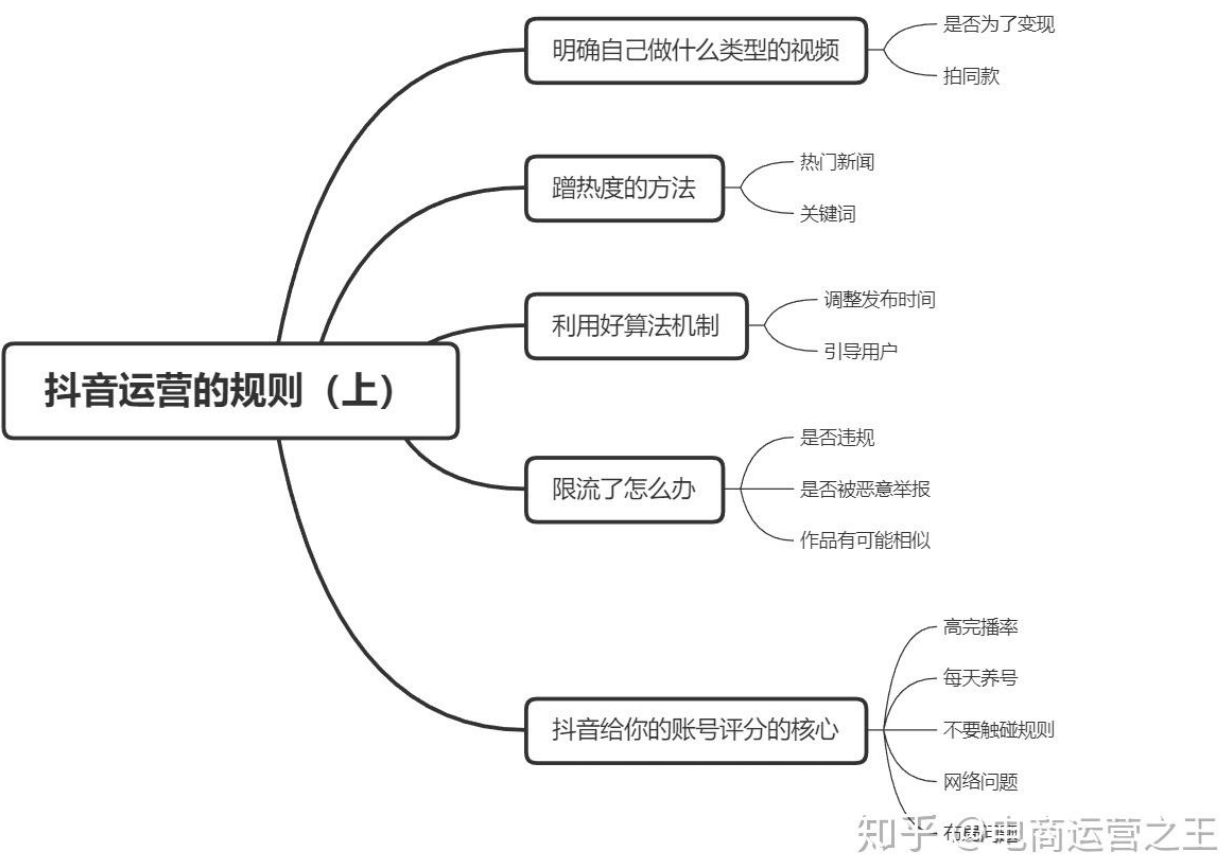 抖音运营的规则（上）
明确自己做什么类型的视频
是否为了变现
拍同款
蹭热度的方法
热门新闻
关键词
利用好算法机制
调整发布时间
引导用户
限流了怎么办
是否违规
是否被恶意举报
作品有可能相似
抖音给你的账号评分的核心
高完播率
每天养号
不要触碰规则
网络问题
知乎 @电商运营之王